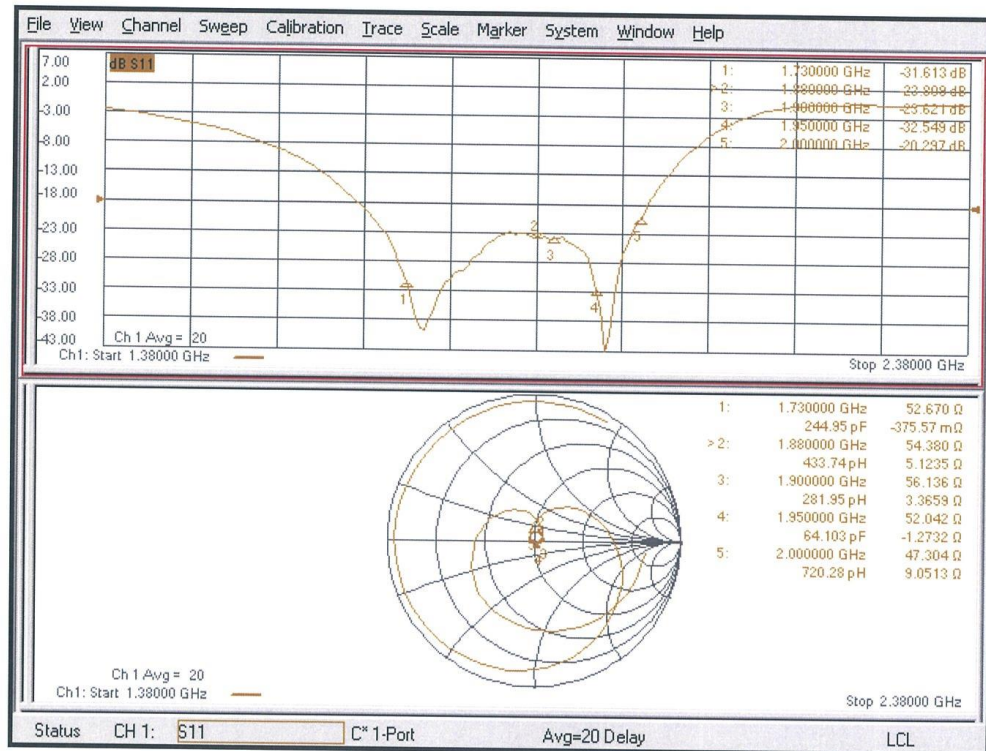 File View Channel Sweep Calibration Trace Scale Marker System Window Help
7.00
2.00
-3.00
-8.00
-13.00
-18.00
-23.00
-28.00
-33.00
-38.00
-43.00
dB S11
1: 1.730000 GHz -31.613 dB
>2: 1.880000 GHz -23.808 dB
3: 1.900000 GHz -23.621 dB
4: 1.950000 GHz -32.549 dB
5: 2.000000 GHz -20.297 dB
1
2
3
4
5
Ch 1 Avg = 20
Ch1: Start 1.38000 GHz
Stop 2.38000 GHz
1: 1.730000 GHz 52.670 Ω
244.95 pF -375.57 mΩ
>2: 1.880000 GHz 54.380 Ω
433.74 pH 5.1235 Ω
3: 1.900000 GHz 56.136 Ω
281.95 pH 3.3659 Ω
4: 1.950000 GHz 52.042 Ω
64.103 pF -1.2732 Ω
5: 2.000000 GHz 47.304 Ω
720.28 pH 9.0513 Ω
Ch 1 Avg = 20
Ch1: Start 1.38000 GHz
Stop 2.38000 GHz
Status CH 1: S11 C* 1-Port Avg=20 Delay LCL